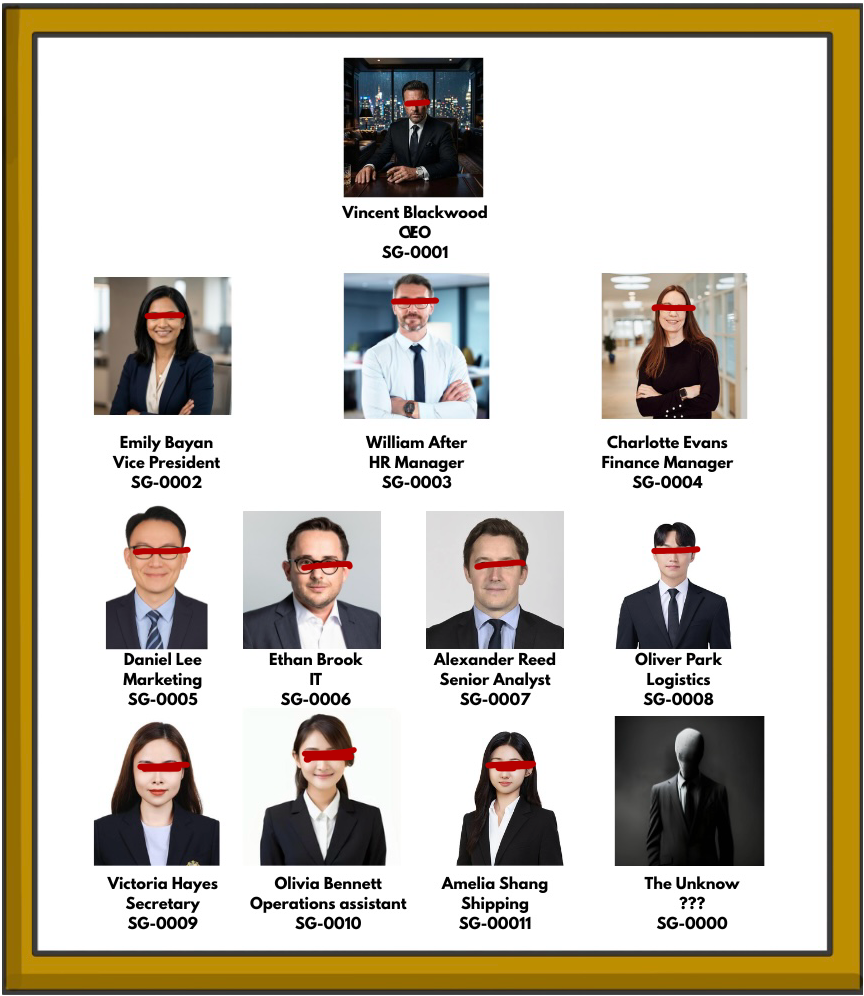 Vincent Blackwood
CEO
SG-0001
Emily Bayan
Vice President
SG-0002
William After
HR Manager
SG-0003
Charlotte Evans
Finance Manager
SG-0004
Daniel Lee
Marketing
SG-0005
Ethan Brook
IT
SG-0006
Alexander Reed
Senior Analyst
SG-0007
Oliver Park
Logistics
SG-0008
Victoria Hayes
Secretary
SG-0009
Olivia Bennett
Operations assistant
SG-0010
Amelia Shang
Shipping
SG-00011
The Unknow
???
SG-0000